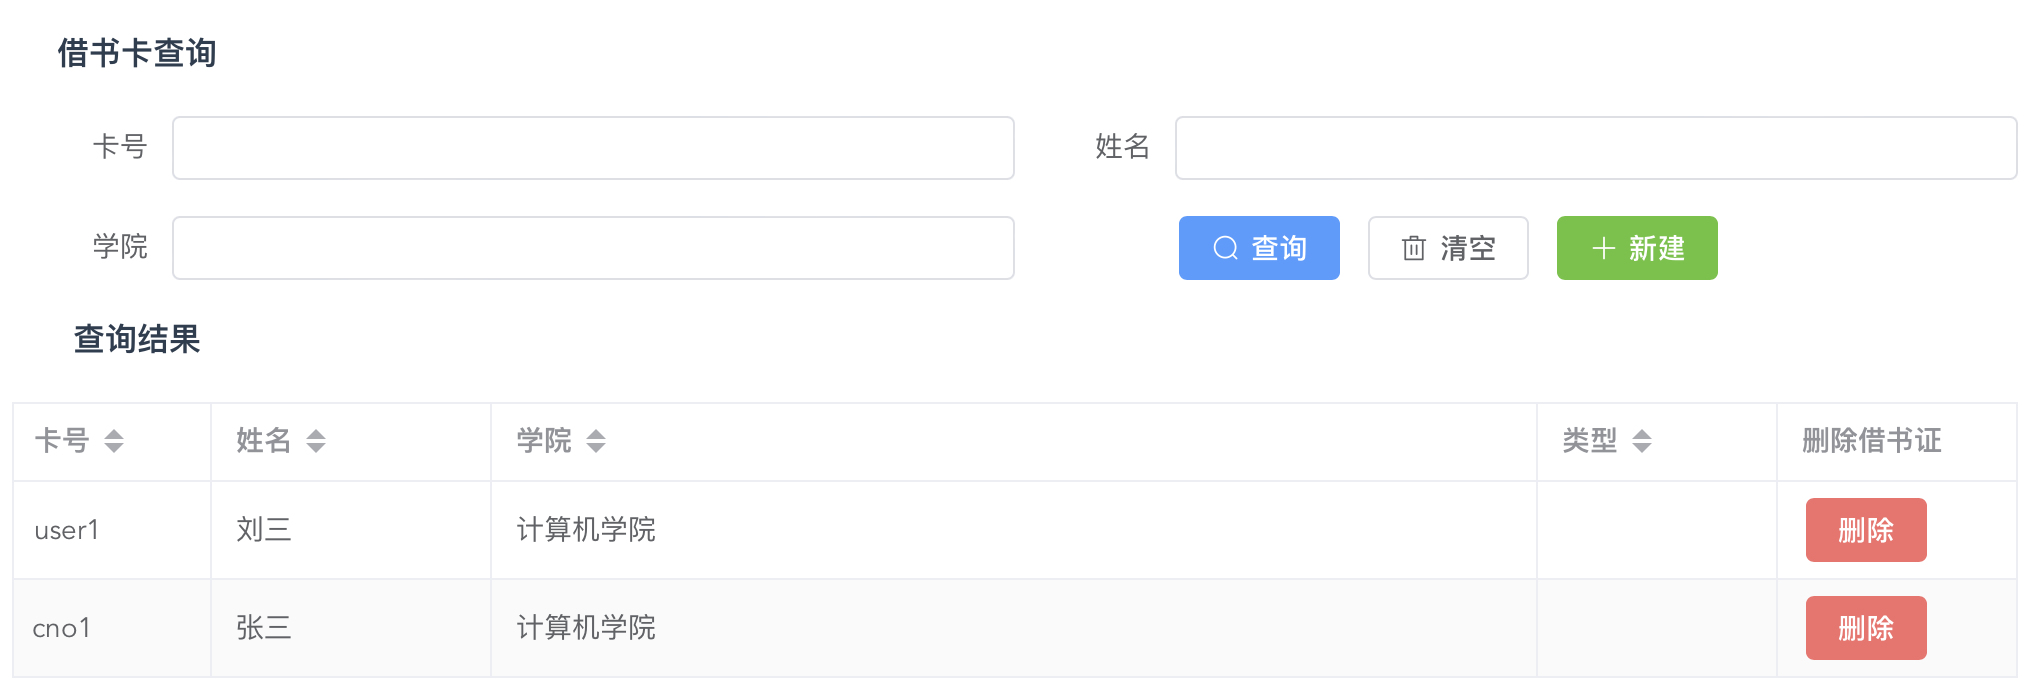 借书卡查询
卡号 姓名
学院 查询 清空 新建
查询结果
卡号 姓名 学院 类型 删除借书证
user1 刘三 计算机学院 删除
cno1 张三 计算机学院 删除